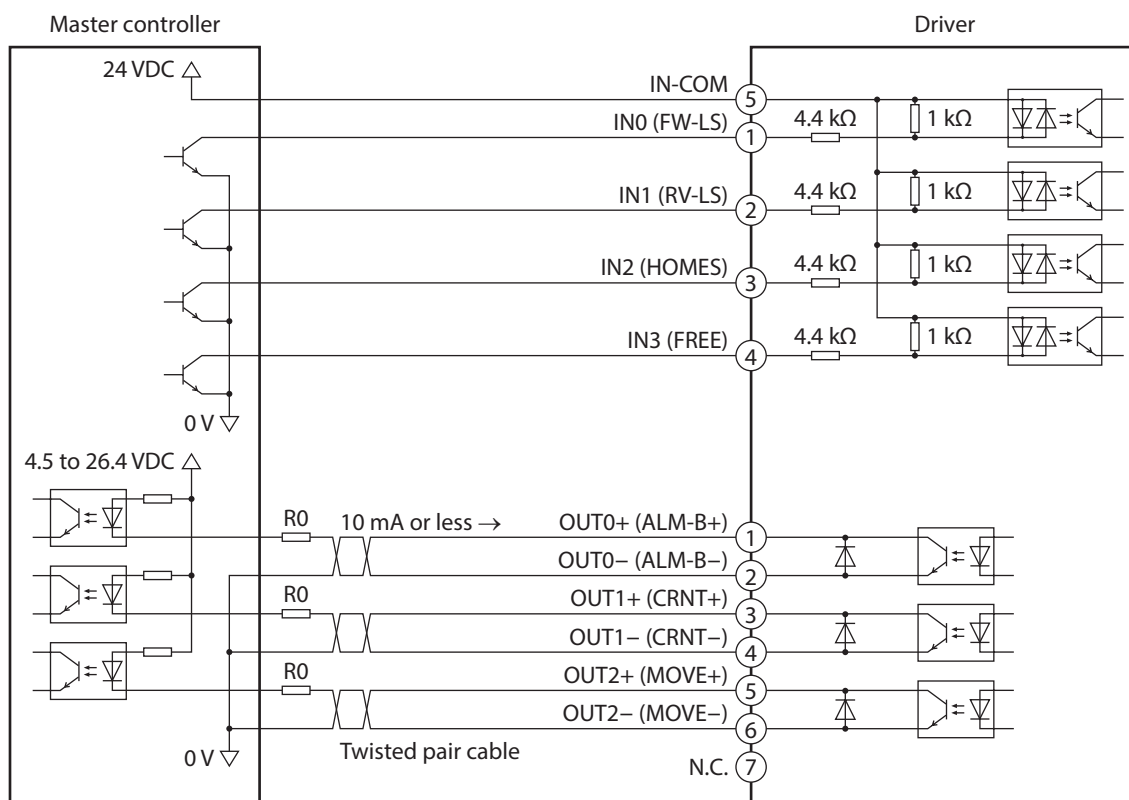 Master controller
Driver
24 VDC
IN-COM
5
IN0 (FW-LS)
1
4.4 kΩ
1 kΩ
IN1 (RV-LS)
2
4.4 kΩ
1 kΩ
IN2 (HOMES)
3
4.4 kΩ
1 kΩ
IN3 (FREE)
4
4.4 kΩ
1 kΩ
0 V
4.5 to 26.4 VDC
R0
10 mA or less →
OUT0+ (ALM-B+)
1
OUT0− (ALM-B−)
2
R0
OUT1+ (CRNT+)
3
OUT1− (CRNT−)
4
R0
OUT2+ (MOVE+)
5
OUT2− (MOVE−)
6
0 V
Twisted pair cable
N.C.
7